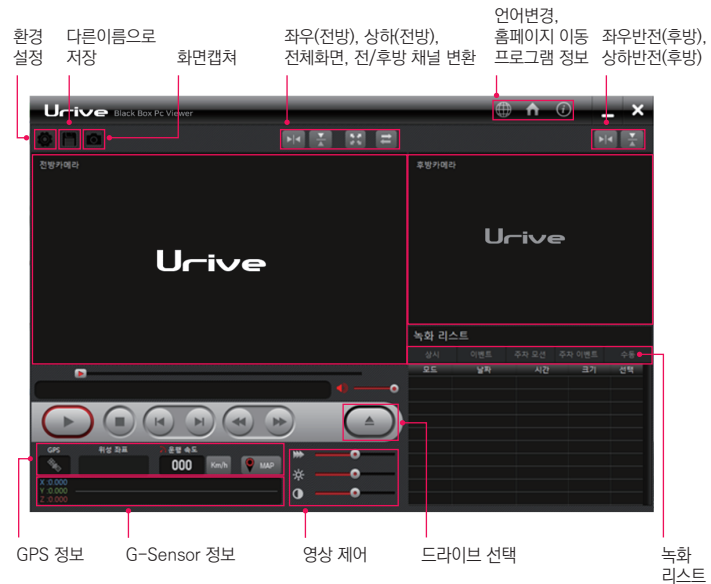 환경
설정
다른이름으로
저장
화면캡쳐
좌우(전방), 상하(전방),
전체화면, 전/후방 채널 변환
언어변경,
홈페이지 이동
프로그램 정보
좌우반전(후방),
상하반전(후방)
Urive Black Box Pc Viewer
전방카메라
후방카메라
Urive
Urive
녹화 리스트
상시 이벤트 주차 모션 주차 이벤트 수동
모드 날짜 시간 크기 선택
GPS 위성 좌표 운행 속도
000 Km/h MAP
X :0.000
Y :0.000
Z :0.000
GPS 정보
G-Sensor 정보
영상 제어
드라이브 선택
녹화
리스트